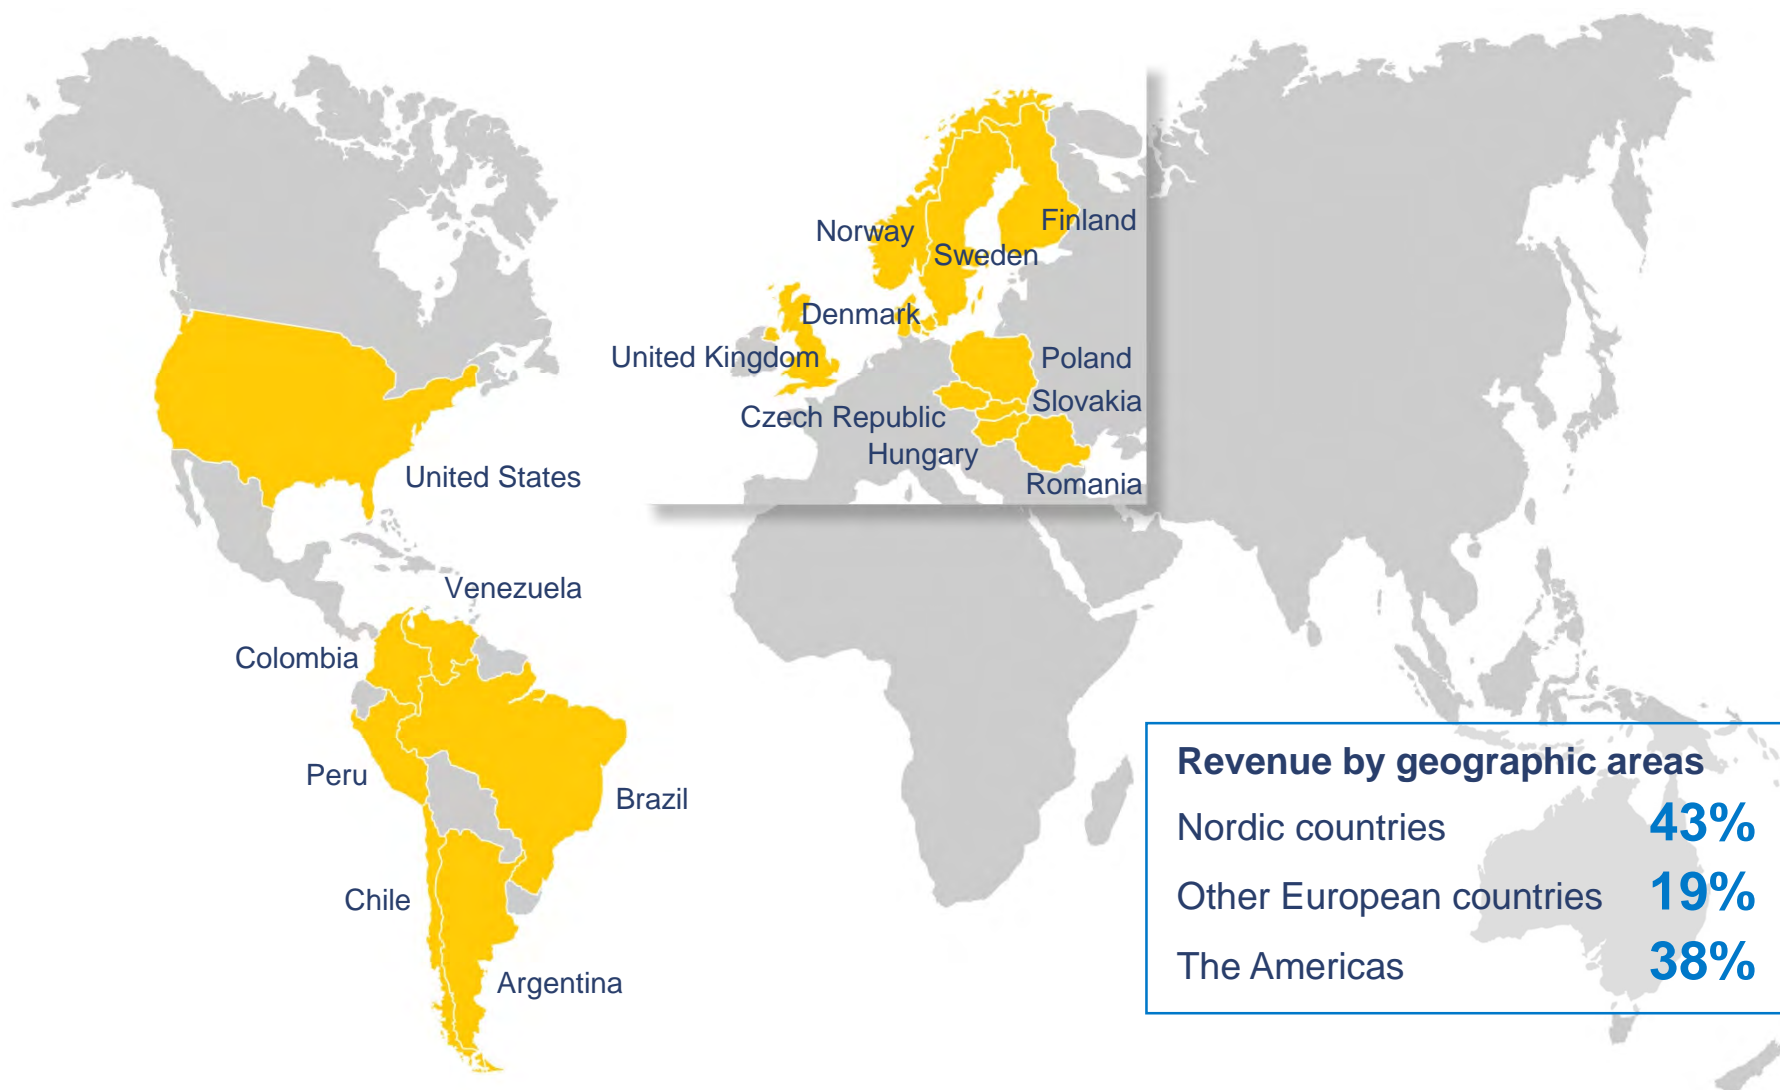 Norway
Finland
Sweden
Denmark
United Kingdom
Poland
Slovakia
Czech Republic
Hungary
Romania
United States
Venezuela
Colombia
Peru
Brazil
Chile
Argentina
Revenue by geographic areas
Nordic countries 43%
Other European countries 19%
The Americas 38%